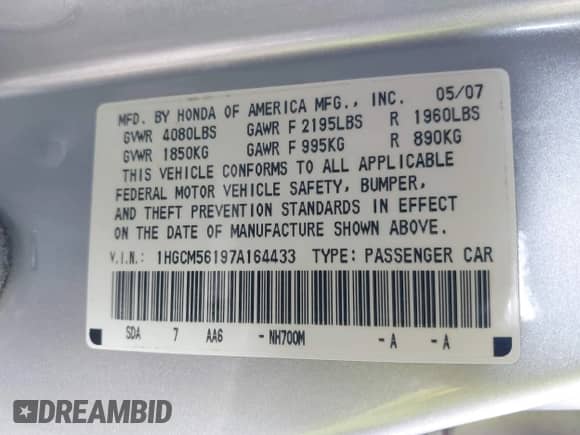 MFD. BY HONDA OF AMERICA MFG., INC. 05/07
GVWR 4080LBS GAWR F 2195LBS R 1960LBS
GVWR 1850KG GAWR F 995KG R 890KG
THIS VEHICLE CONFORMS TO ALL APPLICABLE
FEDERAL MOTOR VEHICLE SAFETY, BUMPER,
AND THEFT PREVENTION STANDARDS IN EFFECT
ON THE DATE OF MANUFACTURE SHOWN ABOVE.
V.I.N.: 1HGCM56197A164433 TYPE: PASSENGER CAR
SDA 7 AA6 -NH700M -A -A
DREAMBID